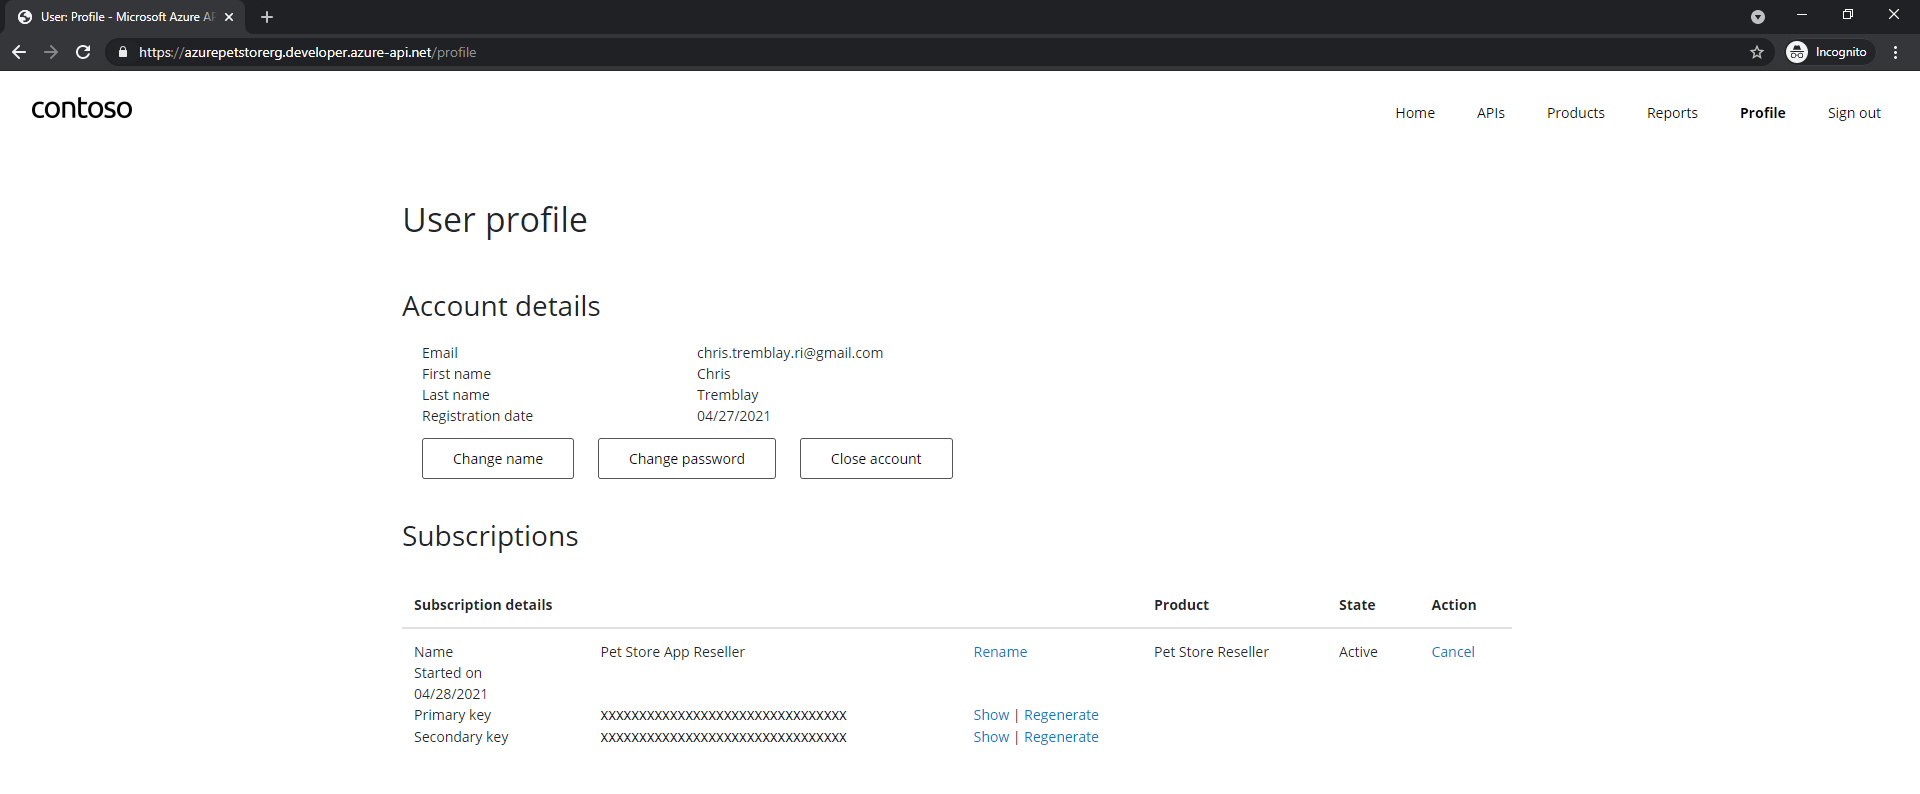 User: Profile - Microsoft Azure AP
https://azurepetstorerg.developer.azure-api.net/profile
Incognito
contoso
Home APIs Products Reports Profile Sign out
User profile
Account details
Email chris.tremblay.ri@gmail.com
First name Chris
Last name Tremblay
Registration date 04/27/2021
Change name Change password Close account
Subscriptions
Subscription details Product State Action
Name Pet Store App Reseller Rename Pet Store Reseller Active Cancel
Started on
04/28/2021
Primary key XXXXXXXXXXXXXXXXXXXXXXXXXXXXXXXX Show | Regenerate
Secondary key XXXXXXXXXXXXXXXXXXXXXXXXXXXXXXXX Show | Regenerate